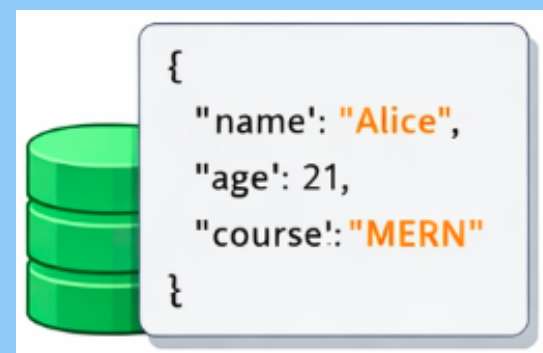 {
"name': "Alice",
"age': 21,
"course': "MERN"
}